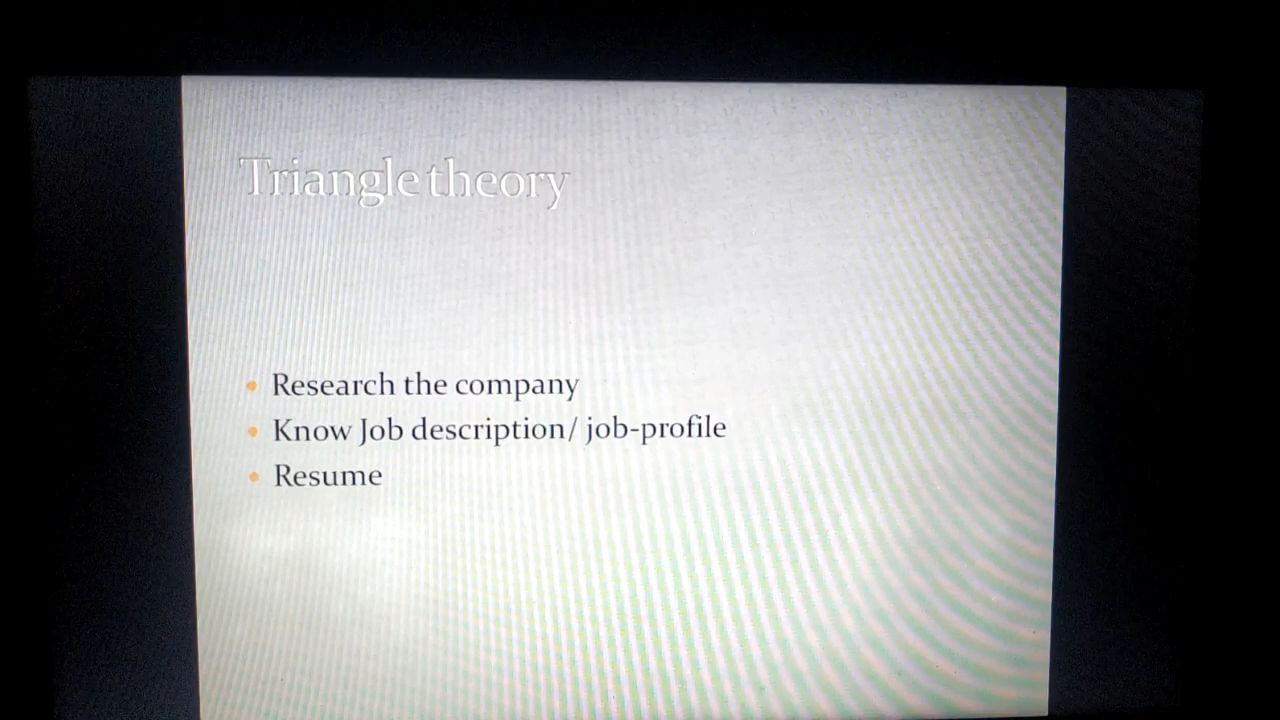 Triangle theory
Research the company
Know Job description/ job-profile
Resume